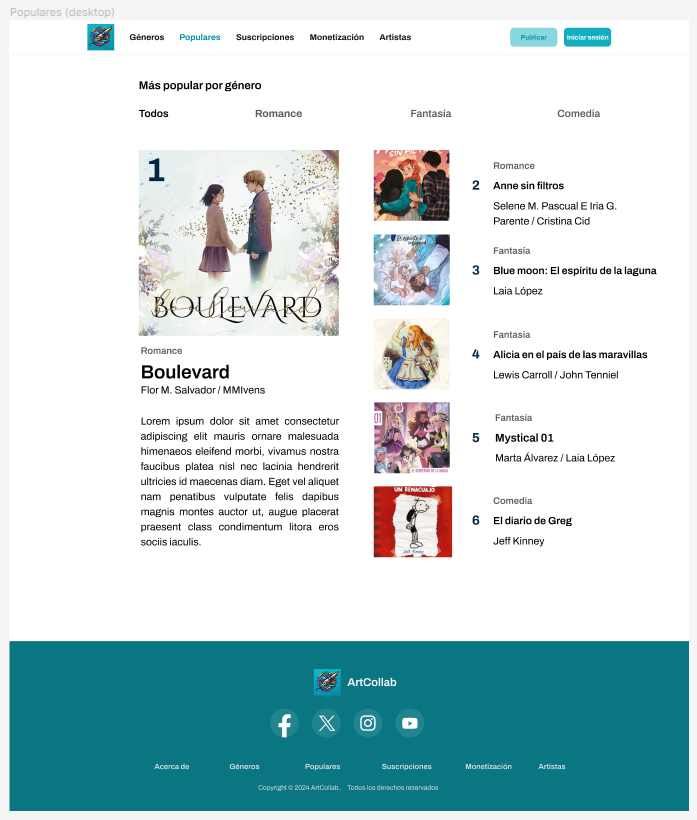 Populares (desktop)
Géneros
Populares
Suscripciones
Monetización
Artistas
Publicar
Iniciar sesión
Más popular por género
Todos
Romance
Fantasía
Comedia
1
BOULEVARD
Romance
Boulevard
Flor M. Salvador / MMIvens
Lorem ipsum dolor sit amet consectetur
adipiscing elit mauris ornare malesuada
himenaeos eleifend morbi, vivamus nostra
faucibus platea nisl nec lacinia hendrerit
ultricies id maecenas diam. Eget vel aliquet
nam penatibus vulputate felis dapibus
magnis montes auctor ut, augue placerat
praesent class condimentum litora eros
sociis iaculis.
SIN FILTROS
Romance
2
Anne sin filtros
Selene M. Pascual E Iria G.
Parente / Cristina Cid
Fantasía
3
Blue moon: El espíritu de la laguna
Laia López
Fantasía
4
Alicia en el país de las maravillas
Lewis Carroll / John Tenniel
01
Fantasía
5
Mystical 01
Marta Álvarez / Laia López
UN RENACUAJO
Jeff Kinney
Comedia
6
El diario de Greg
Jeff Kinney
ArtCollab
Acerca de
Géneros
Populares
Suscripciones
Monetización
Artistas
Copyright © 2024 ArtCollab.
Todos los derechos reservados